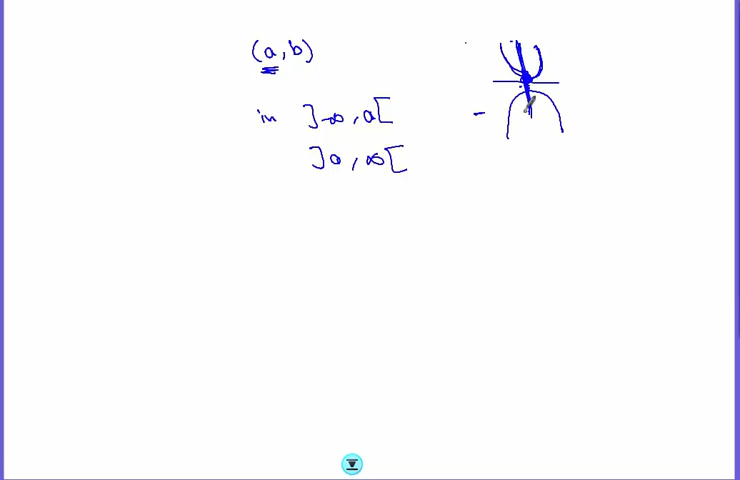 (a, b)
in ]-∞, a[
]a, ∞[